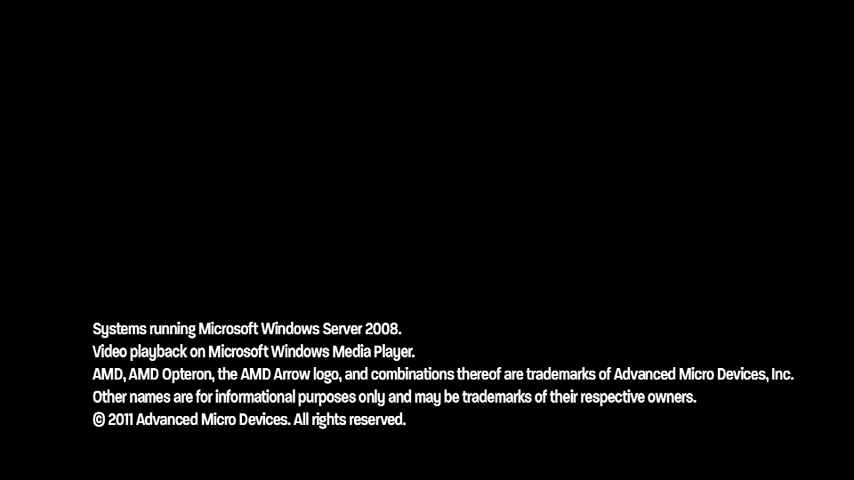 Systems running Microsoft Windows Server 2008.
Video playback on Microsoft Windows Media Player.
AMD, AMD Opteron, the AMD Arrow logo, and combinations thereof are trademarks of Advanced Micro Devices, Inc.
Other names are for informational purposes only and may be trademarks of their respective owners.
© 2011 Advanced Micro Devices. All rights reserved.